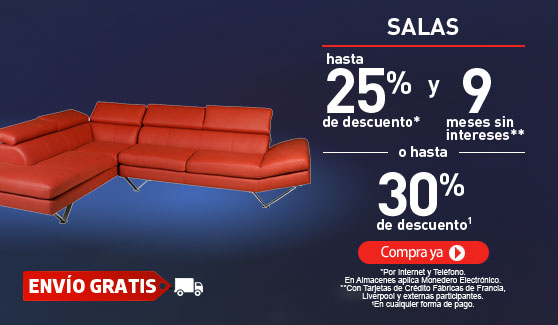 SALAS
hasta
25% y 9
de descuento* meses sin
intereses**
o hasta
30%
de descuento¹
Compra ya
ENVÍO GRATIS
*Por Internet y Teléfono.
En Almacenes aplica Monedero Electrónico.
**Con Tarjetas de Crédito Fábricas de Francia,
Liverpool y externas participantes.
¹En cualquier forma de pago.